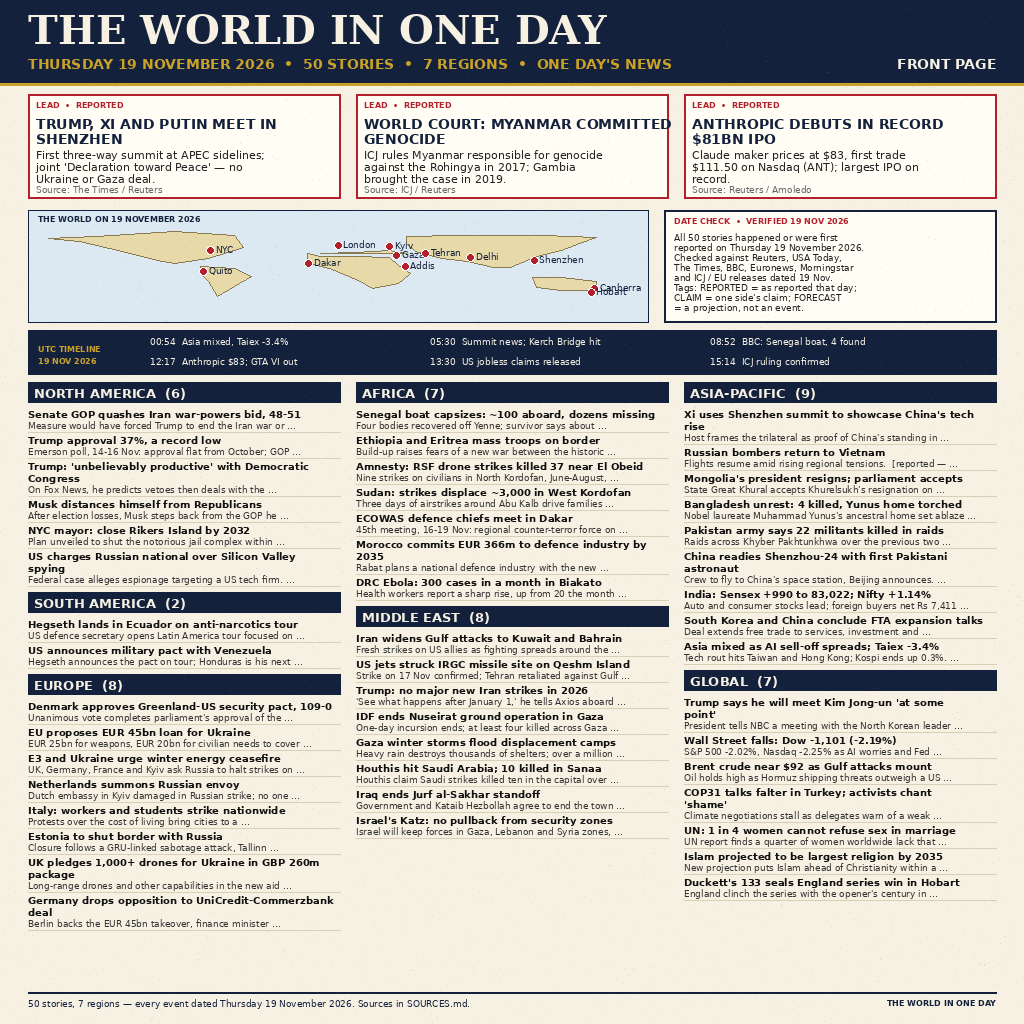 THE WORLD IN ONE DAY
THURSDAY 19 NOVEMBER 2026 • 50 STORIES • 7 REGIONS • ONE DAY'S NEWS
FRONT PAGE
LEAD • REPORTED
TRUMP, XI AND PUTIN MEET IN
SHENZHEN
First three-way summit at APEC sidelines;
joint 'Declaration toward Peace' — no
Ukraine or Gaza deal.
Source: The Times / Reuters
LEAD • REPORTED
WORLD COURT: MYANMAR COMMITTED
GENOCIDE
ICJ rules Myanmar responsible for genocide
against the Rohingya in 2017; Gambia
brought the case in 2019.
Source: ICJ / Reuters
LEAD • REPORTED
ANTHROPIC DEBUTS IN RECORD
$81BN IPO
Claude maker prices at $83, first trade
$111.50 on Nasdaq (ANT); largest IPO on
record.
Source: Reuters / Amoledo
THE WORLD ON 19 NOVEMBER 2026
NYC
Quito
London
Dakar
Kyiv
Gaza
Addis
Tehran
Delhi
Shenzhen
Canberra
Hobart
DATE CHECK • VERIFIED 19 NOV 2026
All 50 stories happened or were first
reported on Thursday 19 November 2026.
Checked against Reuters, USA Today,
The Times, BBC, Euronews, Morningstar
and ICJ / EU releases dated 19 Nov.
Tags: REPORTED = as reported that day;
CLAIM = one side's claim; FORECAST
= a projection, not an event.
UTC TIMELINE
19 NOV 2026
00:54 Asia mixed, Taiex -3.4%
05:30 Summit news; Kerch Bridge hit
08:52 BBC: Senegal boat, 4 found
12:17 Anthropic $83; GTA VI out
13:30 US jobless claims released
15:14 ICJ ruling confirmed
NORTH AMERICA (6)
Senate GOP quashes Iran war-powers bid, 48-51
Measure would have forced Trump to end the Iran war or ...
Trump approval 37%, a record low
Emerson poll, 14-16 Nov: approval flat from October; GOP ...
Trump: 'unbelievably productive' with Democratic
Congress
On Fox News, he predicts vetoes then deals with the ...
Musk distances himself from Republicans
After election losses, Musk steps back from the GOP he ...
NYC mayor: close Rikers Island by 2032
Plan unveiled to shut the notorious jail complex within ...
US charges Russian national over Silicon Valley
spying
Federal case alleges espionage targeting a US tech firm. ...
SOUTH AMERICA (2)
Hegseth lands in Ecuador on anti-narcotics tour
US defence secretary opens Latin America tour focused on ...
US announces military pact with Venezuela
Hegseth announces the pact on tour; Honduras is his next ...
EUROPE (8)
Denmark approves Greenland-US security pact, 109-0
Unanimous vote completes parliament's approval of the ...
EU proposes EUR 45bn loan for Ukraine
EUR 25bn for weapons, EUR 20bn for civilian needs to cover ...
E3 and Ukraine urge winter energy ceasefire
UK, Germany, France and Kyiv ask Russia to halt strikes on ...
Netherlands summons Russian envoy
Dutch embassy in Kyiv damaged in Russian strike; no one ...
Italy: workers and students strike nationwide
Protests over the cost of living bring cities to a ...
Estonia to shut border with Russia
Closure follows a GRU-linked sabotage attack, Tallinn ...
UK pledges 1,000+ drones for Ukraine in GBP 260m
package
Long-range drones and other capabilities in the new aid ...
Germany drops opposition to UniCredit-Commerzbank
deal
Berlin backs the EUR 45bn takeover, finance minister ...
AFRICA (7)
Senegal boat capsizes: ~100 aboard, dozens missing
Four bodies recovered off Yenne; survivor says about ...
Ethiopia and Eritrea mass troops on border
Build-up raises fears of a new war between the historic ...
Amnesty: RSF drone strikes killed 37 near El Obeid
Nine strikes on civilians in North Kordofan, June-August, ...
Sudan: strikes displace ~3,000 in West Kordofan
Three days of airstrikes around Abu Kalb drive families ...
ECOWAS defence chiefs meet in Dakar
45th meeting, 16-19 Nov: regional counter-terror force on ...
Morocco commits EUR 366m to defence industry by
2035
Rabat plans a national defence industry with the new ...
DRC Ebola: 300 cases in a month in Biakato
Health workers report a sharp rise, up from 20 the month ...
MIDDLE EAST (8)
Iran widens Gulf attacks to Kuwait and Bahrain
Fresh strikes on US allies as fighting spreads around the ...
US jets struck IRGC missile site on Qeshm Island
Strike on 17 Nov confirmed; Tehran retaliated against Gulf ...
Trump: no major new Iran strikes in 2026
'See what happens after January 1,' he tells Axios aboard ...
IDF ends Nuseirat ground operation in Gaza
One-day incursion ends; at least four killed across Gaza ...
Gaza winter storms flood displacement camps
Heavy rain destroys thousands of shelters; over a million ...
Houthis hit Saudi Arabia; 10 killed in Sanaa
Houthis claim Saudi strikes killed ten in the capital over ...
Iraq ends Jurf al-Sakhar standoff
Government and Kataib Hezbollah agree to end the town ...
Israel's Katz: no pullback from security zones
Israel will keep forces in Gaza, Lebanon and Syria zones, ...
ASIA-PACIFIC (9)
Xi uses Shenzhen summit to showcase China's tech
rise
Host frames the trilateral as proof of China's standing in ...
Russian bombers return to Vietnam
Flights resume amid rising regional tensions. [reported — ...
Mongolia's president resigns; parliament accepts
State Great Khural accepts Khurelsukh's resignation on ...
Bangladesh unrest: 4 killed, Yunus home torched
Nobel laureate Muhammad Yunus's ancestral home set ablaze ...
Pakistan army says 22 militants killed in raids
Raids across Khyber Pakhtunkhwa over the previous two ...
China readies Shenzhou-24 with first Pakistani
astronaut
Crew to fly to China's space station, Beijing announces. ...
India: Sensex +990 to 83,022; Nifty +1.14%
Auto and consumer stocks lead; foreign buyers net Rs 7,411 ...
South Korea and China conclude FTA expansion talks
Deal extends free trade to services, investment and ...
Asia mixed as AI sell-off spreads; Taiex -3.4%
Tech rout hits Taiwan and Hong Kong; Kospi ends up 0.3%. ...
GLOBAL (7)
Trump says he will meet Kim Jong-un 'at some
point'
President tells NBC a meeting with the North Korean leader ...
Wall Street falls: Dow -1,101 (-2.19%)
S&P 500 -2.02%, Nasdaq -2.25% as AI worries and Fed ...
Brent crude near $92 as Gulf attacks mount
Oil holds high as Hormuz shipping threats outweigh a US ...
COP31 talks falter in Turkey; activists chant
'shame'
Climate negotiations stall as delegates warn of a weak ...
UN: 1 in 4 women cannot refuse sex in marriage
UN report finds a quarter of women worldwide lack that ...
Islam projected to be largest religion by 2035
New projection puts Islam ahead of Christianity within a ...
Duckett's 133 seals England series win in Hobart
England clinch the series with the opener's century in ...
50 stories, 7 regions — every event dated Thursday 19 November 2026. Sources in SOURCES.md.
THE WORLD IN ONE DAY